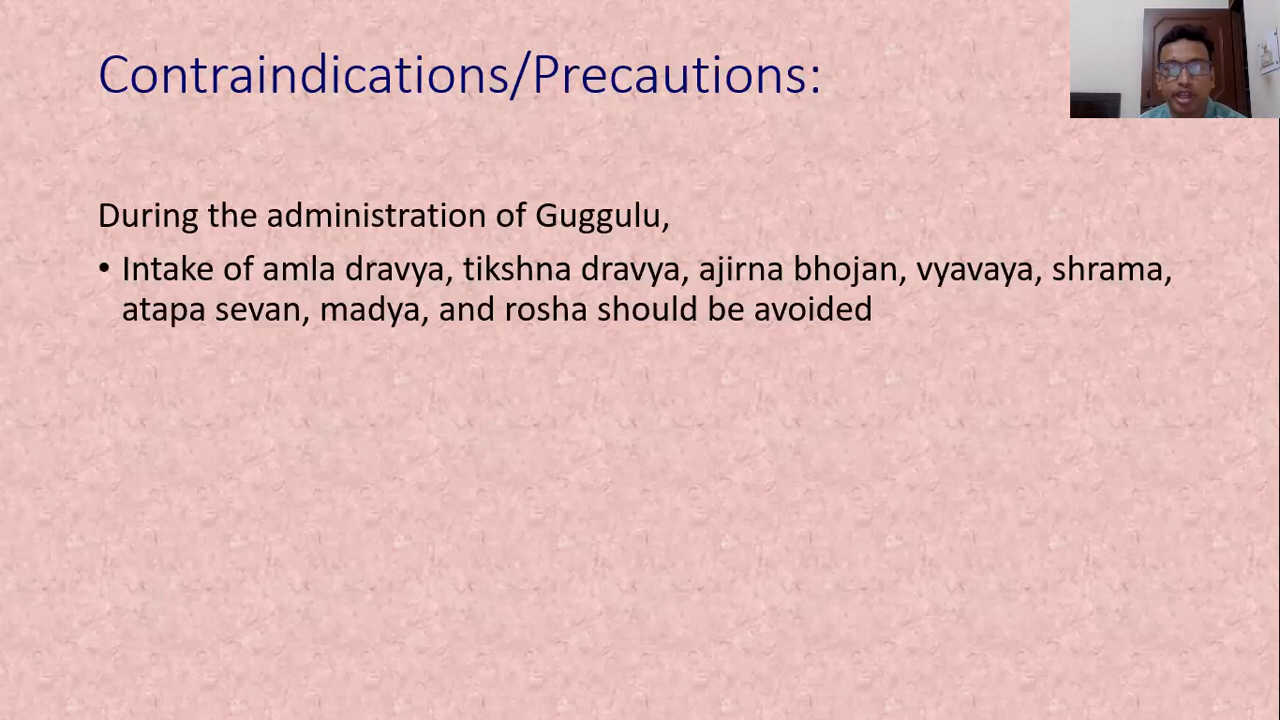 Contraindications/Precautions:
During the administration of Guggulu,
• Intake of amla dravya, tikshna dravya, ajirna bhojan, vyavaya, shrama,
atapa sevan, madya, and rosha should be avoided